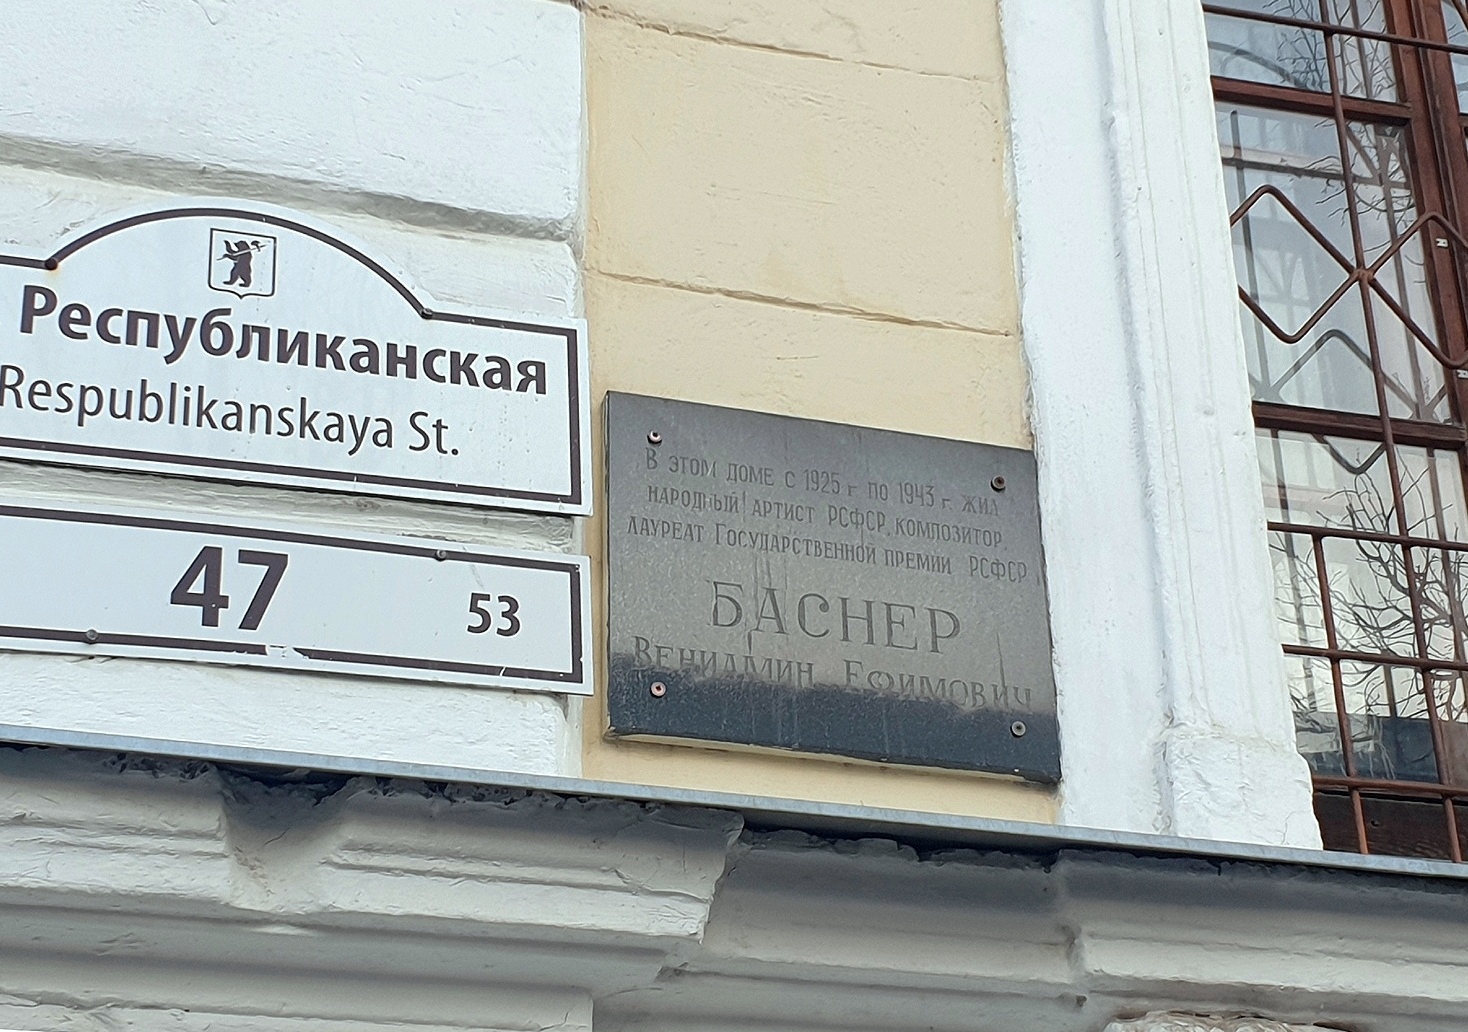 Республиканская
Respublikanskaya St.
47 53
В ЭТОМ ДОМЕ С 1925 г. ПО 1943 г. ЖИЛ
НАРОДНЫЙ АРТИСТ РСФСР, КОМПОЗИТОР,
ЛАУРЕАТ ГОСУДАРСТВЕННОЙ ПРЕМИИ РСФСР
БАСНЕР
ВЕНИАМИН ЕФИМОВИЧ